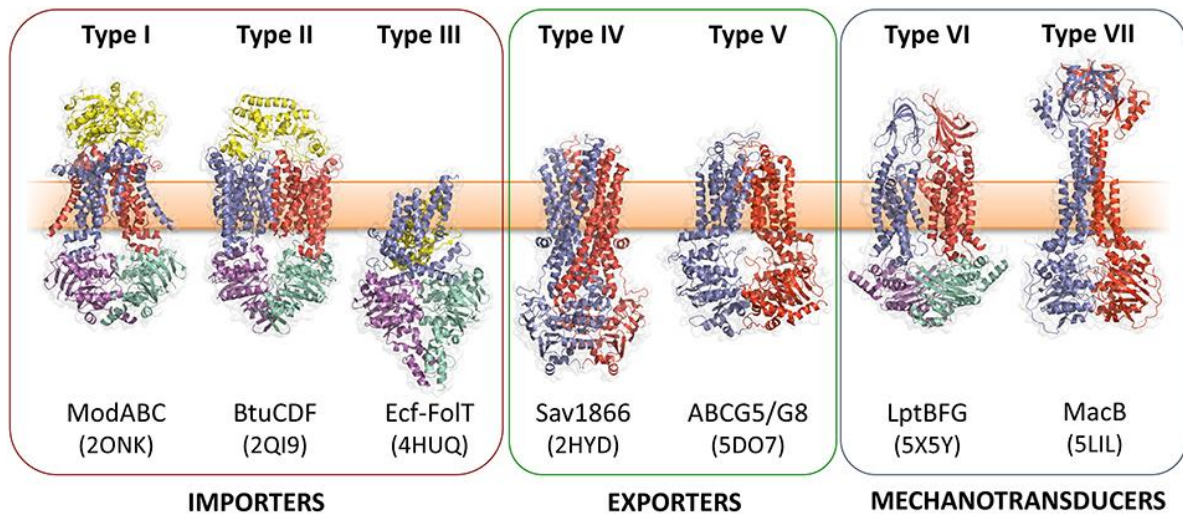 Type I Type II Type III Type IV Type V Type VI Type VII
ModABC BtuCDF Ecf-FolT Sav1866 ABCG5/G8 LptBFG MacB
(2ONK) (2QI9) (4HUQ) (2HYD) (5DO7) (5X5Y) (5LIL)
IMPORTERS EXPORTERS MECHANOTRANSDUCERS